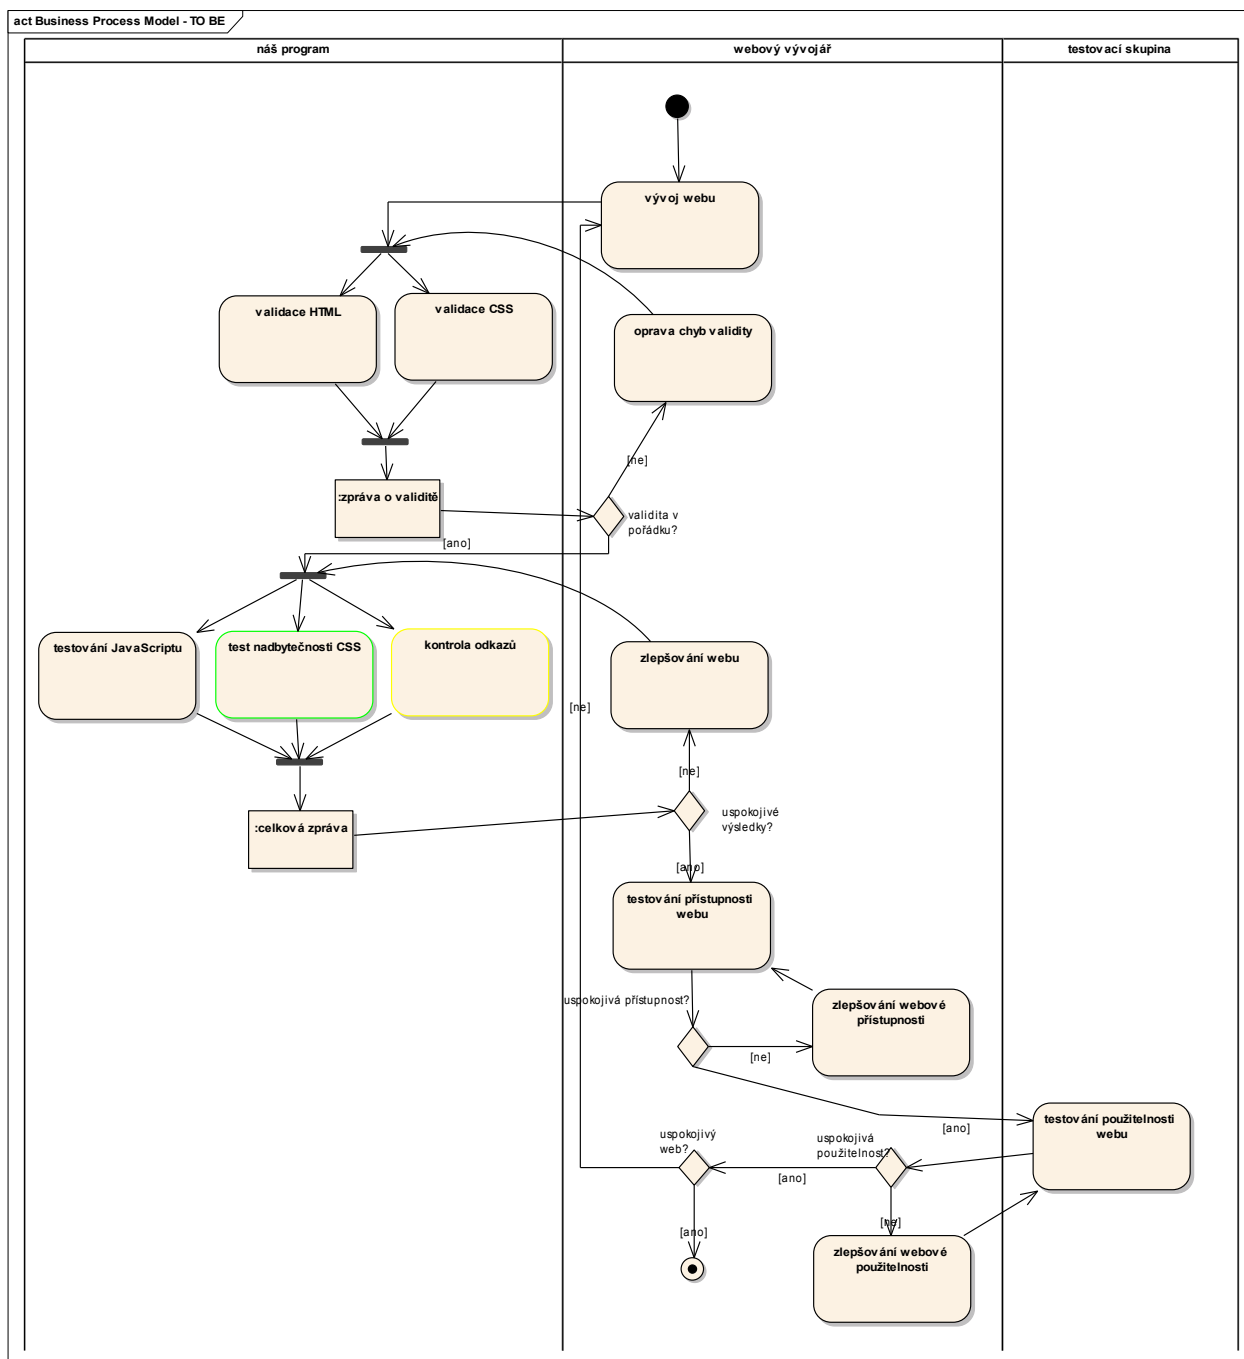 act Business Process Model - TO BE
náš program
webový vývojář
testovací skupina
vývoj webu
validace HTML
validace CSS
oprava chyb validity
[ne]
:zpráva o validitě
validita v
pořádku?
[ano]
testování JavaScriptu
test nadbytečnosti CSS
kontrola odkazů
zlepšování webu
[ne]
[ne]
:celková zpráva
uspokojivé
výsledky?
[ano]
testování přístupnosti
webu
uspokojivá přístupnost?
zlepšování webové
přístupnosti
[ne]
[ano]
testování použitelnosti
webu
uspokojivý
web?
uspokojivá
použitelnost?
[ano]
[ne]
[ano]
zlepšování webové
použitelnosti